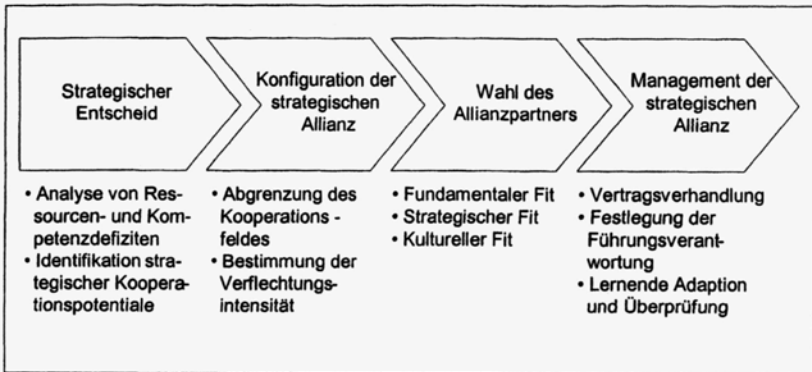 Strategischer
Entscheid
Konfiguration der
strategischen
Allianz
Wahl des
Allianzpartners
Management der
strategischen
Allianz
• Analyse von Res-
sourcen- und Kom-
petenzdefiziten
• Identifikation stra-
tegischer Koopera-
tionspotentiale
• Abgrenzung des
Kooperations -
feldes
• Bestimmung der
Verflechtungs-
intensität
• Fundamentaler Fit
• Strategischer Fit
• Kultureller Fit
• Vertragsverhandlung
• Festlegung der
Führungsverant-
wortung
• Lernende Adaption
und Überprüfung